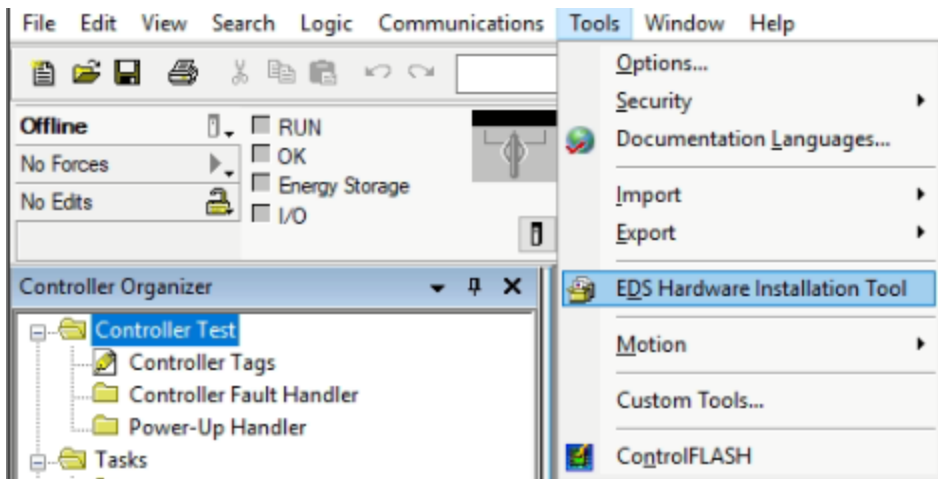 File Edit View Search Logic Communications Tools Window Help
Offline
RUN
No Forces
OK
Energy Storage
No Edits
I/O
Options...
Security
Documentation Languages...
Import
Export
EDS Hardware Installation Tool
Motion
Custom Tools...
ControlFLASH
Controller Organizer
Controller Test
Controller Tags
Controller Fault Handler
Power-Up Handler
Tasks